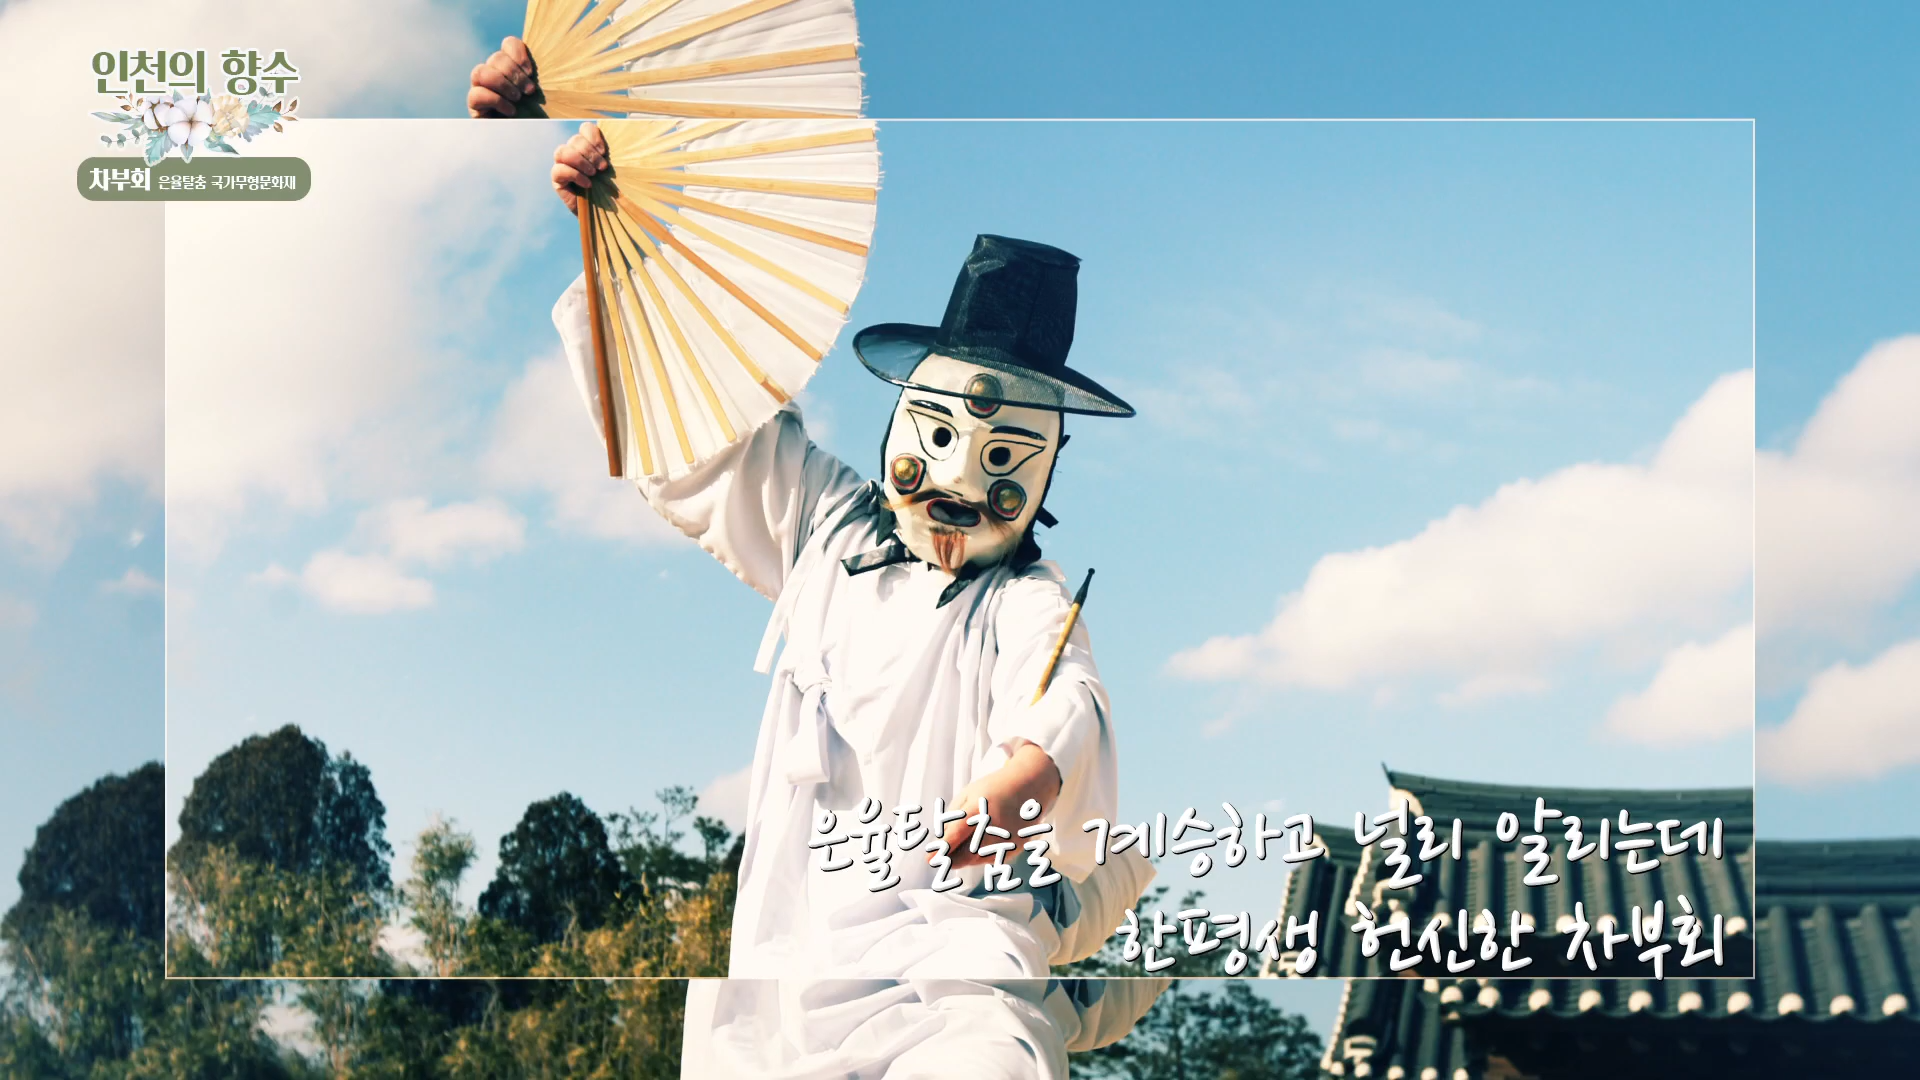 인천의 향수
차부회 은율탈춤 국가무형문화재
은율탈춤을 계승하고 널리 알리는데
한평생 헌신한 차부회